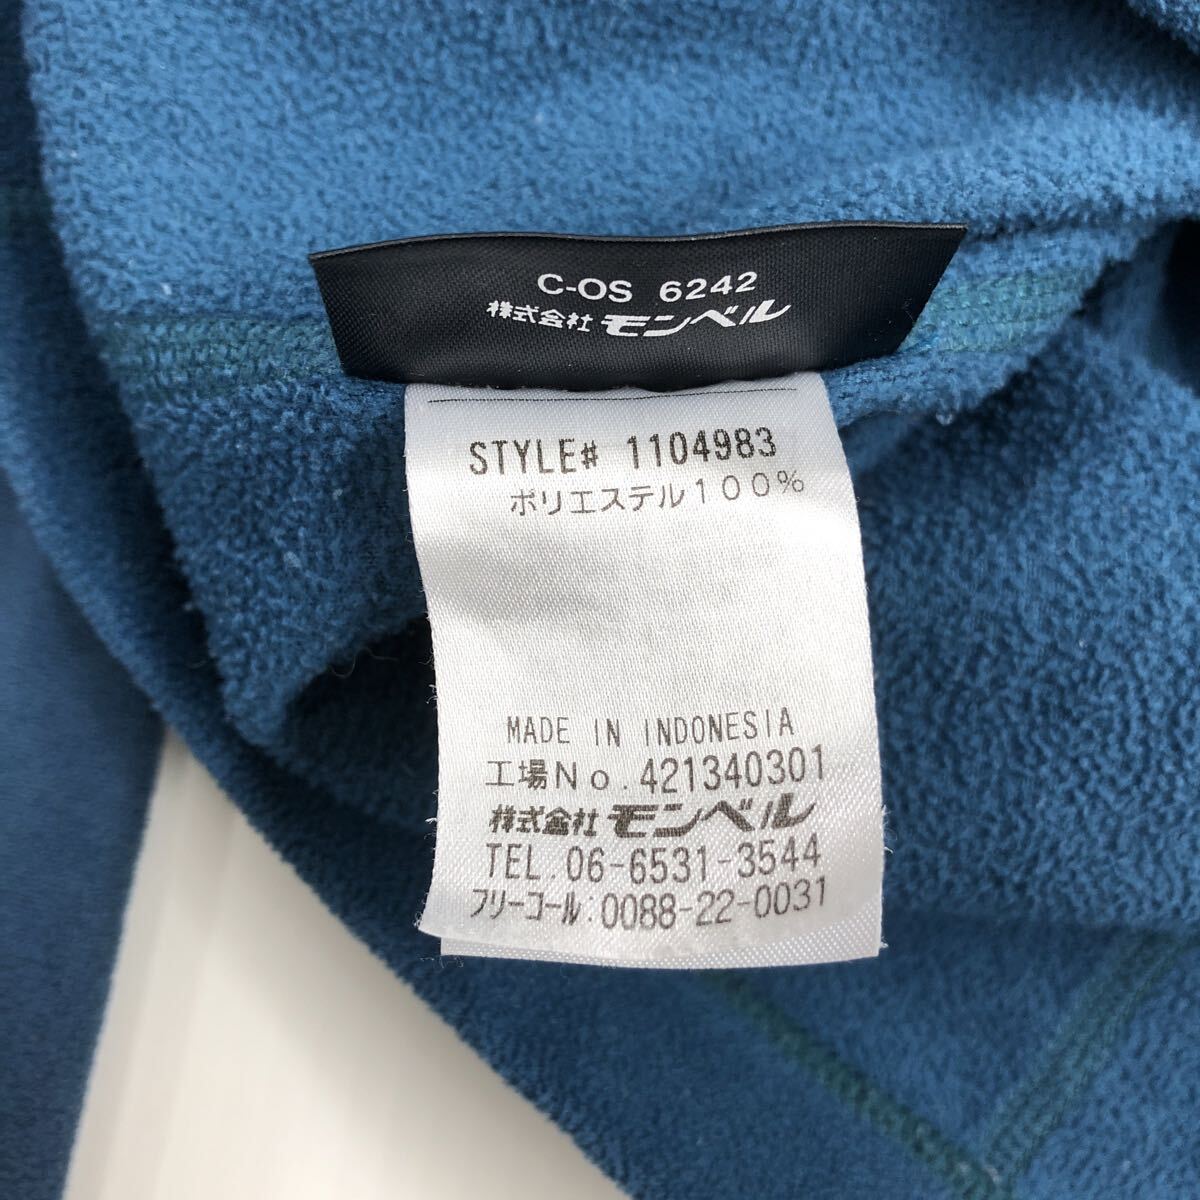 C-OS 6242
株式会社 モンベル
STYLE# 1104983
ポリエステル100%
MADE IN INDONESIA
工場No.421340301
株式会社 モンベル
TEL.06-6531-3544
フリーコール:0088-22-0031